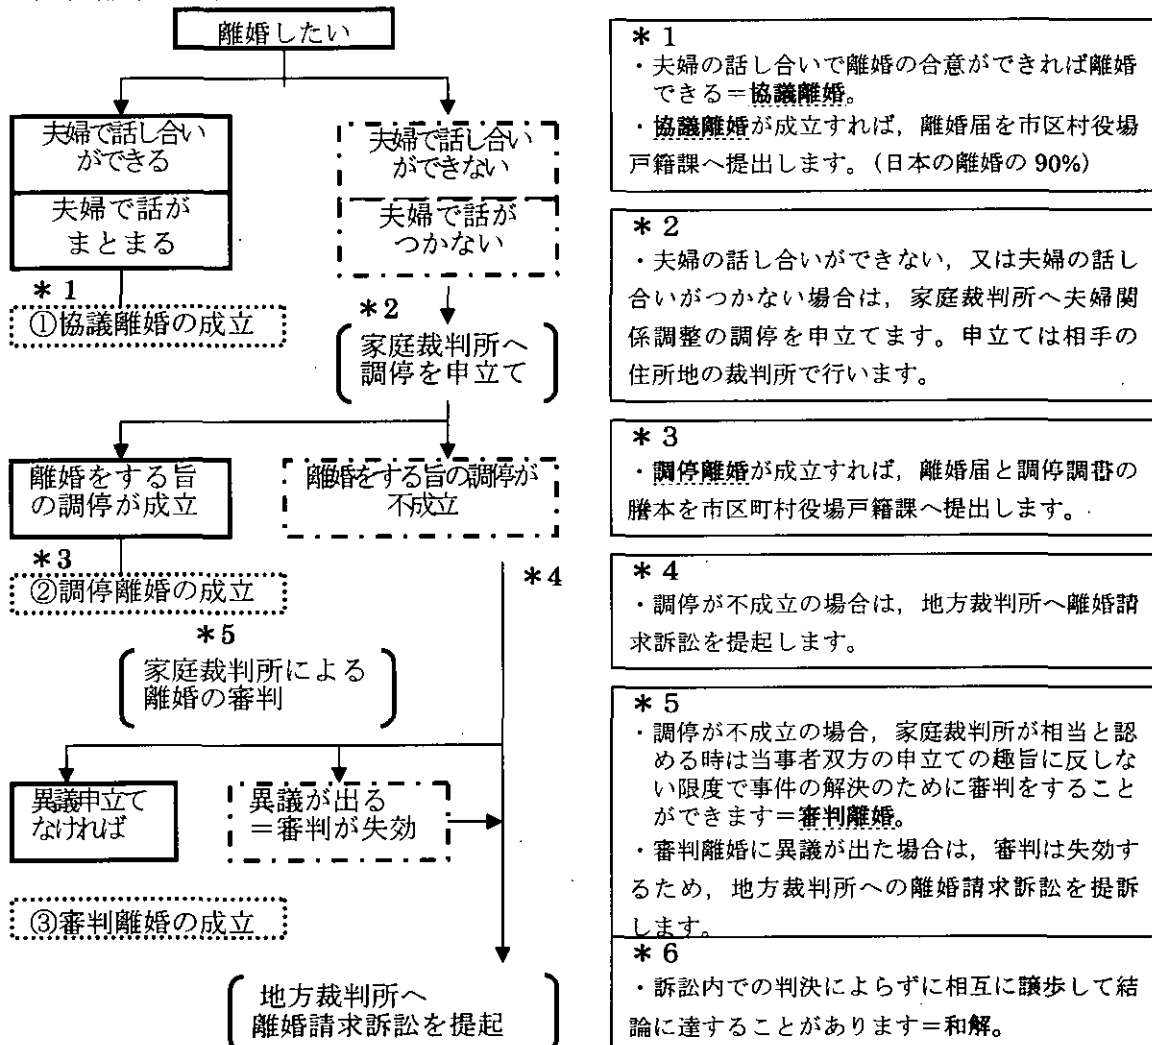 離婚したい
夫婦で話し合い
ができる
夫婦で話が
まとまる
＊1
①協議離婚の成立
夫婦で話し合い
ができない
夫婦で話が
つかない
＊2
家庭裁判所へ
調停を申立て
離婚をする旨
の調停が成立
＊3
②調停離婚の成立
離婚をする旨の調停が
不成立
＊4
＊5
家庭裁判所による
離婚の審判
異議申立て
なければ
異議が出る
＝審判が失効
③審判離婚の成立
地方裁判所へ
離婚請求訴訟を提起
＊1
・夫婦の話し合いで離婚の合意ができれば離婚
できる＝協議離婚。
・協議離婚が成立すれば，離婚届を市区村役場
戸籍課へ提出します。（日本の離婚の 90%）
＊2
・夫婦の話し合いができない，又は夫婦の話し
合いがつかない場合は，家庭裁判所へ夫婦関
係調整の調停を申立てます。申立ては相手の
住所地の裁判所で行います。
＊3
・調停離婚が成立すれば，離婚届と調停調書の
謄本を市区町村役場戸籍課へ提出します。
＊4
・調停が不成立の場合は，地方裁判所へ離婚請
求訴訟を提起します。
＊5
・調停が不成立の場合，家庭裁判所が相当と認
める時は当事者双方の申立ての趣旨に反しな
い限度で事件の解決のために審判をすること
ができます＝審判離婚。
・審判離婚に異議が出た場合は，審判は失効す
るため，地方裁判所への離婚請求訴訟を提訴
します。
＊6
・訴訟内での判決によらずに相互に譲歩して結
論に達することがあります＝和解。